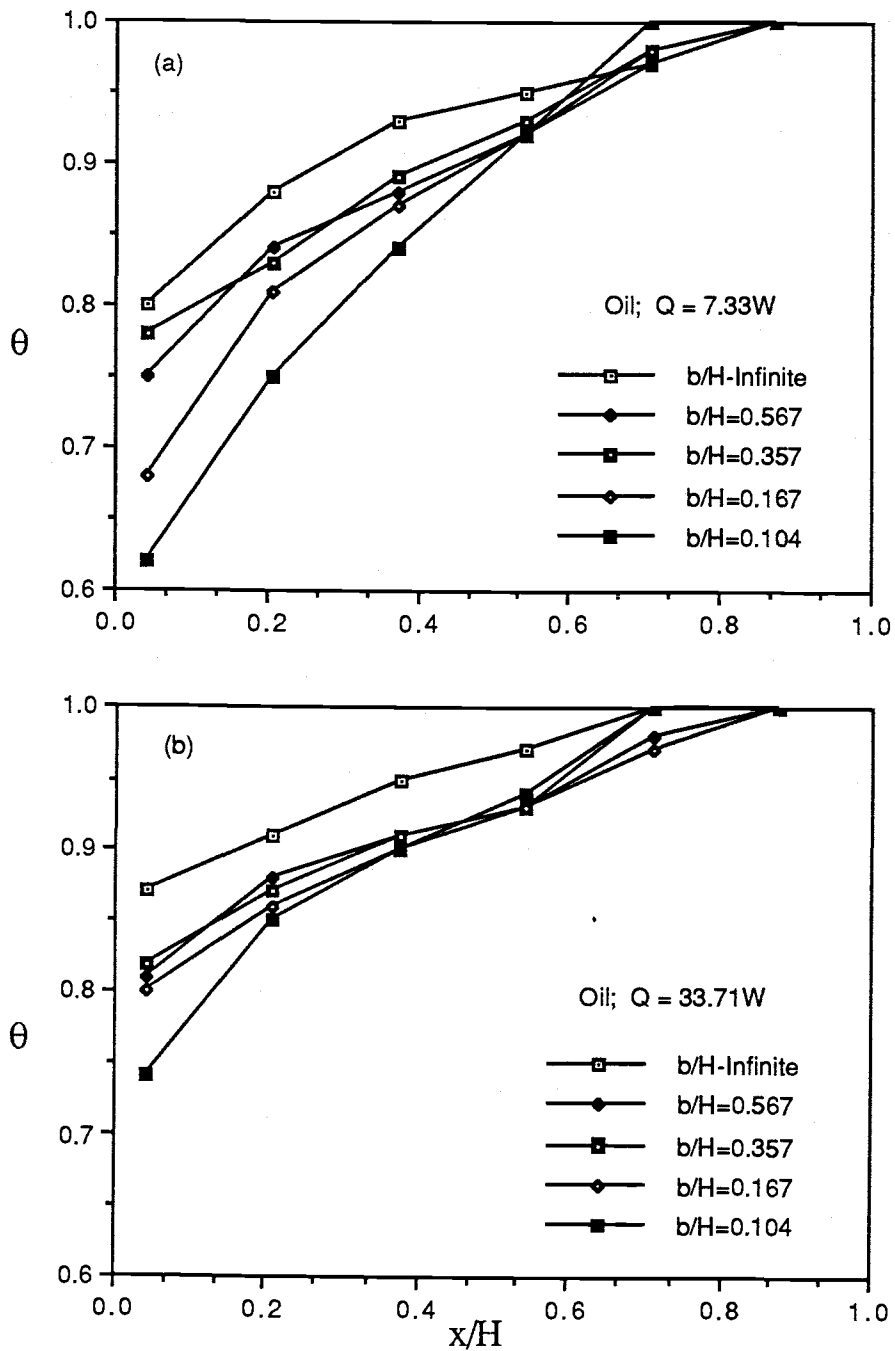 1.0
(a)
0.9
0.8
Oil; Q = 7.33W
θ
b/H-Infinite
b/H=0.567
0.7
b/H=0.357
b/H=0.167
b/H=0.104
0.6
0.0 0.2 0.4 0.6 0.8 1.0
1.0
(b)
0.9
0.8
Oil; Q = 33.71W
θ
b/H-Infinite
b/H=0.567
0.7
b/H=0.357
b/H=0.167
b/H=0.104
0.6
0.0 0.2 0.4 0.6 0.8 1.0
x/H